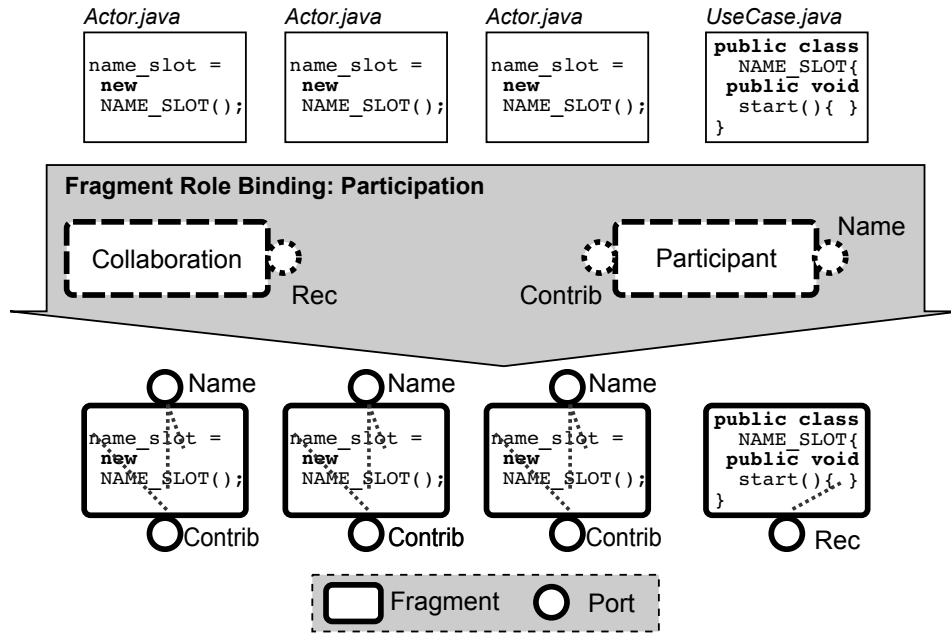 Actor.java
Actor.java
Actor.java
UseCase.java
name_slot =
new
NAME_SLOT();
name_slot =
new
NAME_SLOT();
name_slot =
new
NAME_SLOT();
public class
NAME_SLOT{
public void
start(){ }
}
Fragment Role Binding: Participation
Collaboration
Rec
Contrib
Participant
Name
Name
Name
Name
name_slot =
new
NAME_SLOT();
name_slot =
new
NAME_SLOT();
name_slot =
new
NAME_SLOT();
public class
NAME_SLOT{
public void
start(){ }
}
Contrib
Contrib
Contrib
Rec
Fragment
Port